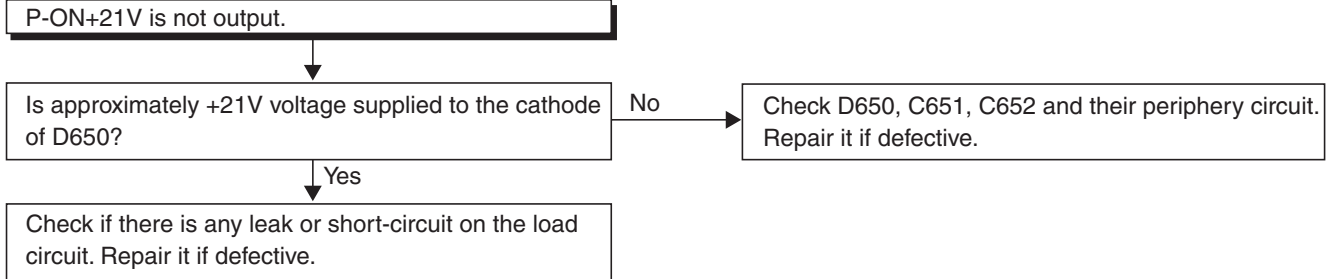 P-ON+21V is not output.
Is approximately +21V voltage supplied to the cathode
of D650?
No
Check D650, C651, C652 and their periphery circuit.
Repair it if defective.
Yes
Check if there is any leak or short-circuit on the load
circuit. Repair it if defective.